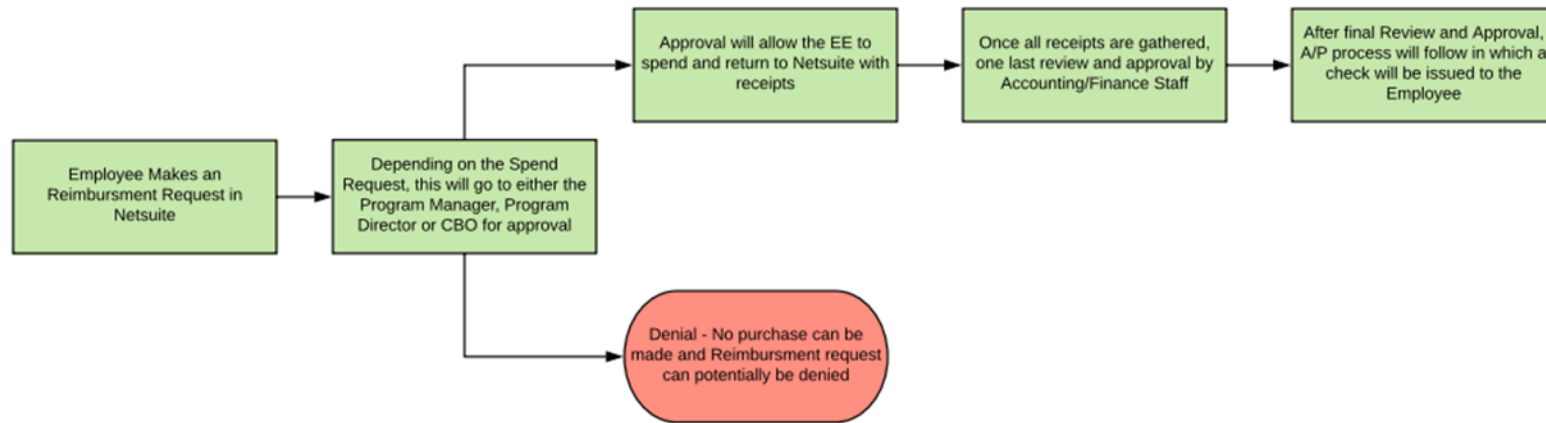 Employee Makes an
Reimbursment Request in
Netsuite
Depending on the Spend
Request, this will go to either the
Program Manager, Program
Director or CBO for approval
Approval will allow the EE to
spend and return to Netsuite with
receipts
Once all receipts are gathered,
one last review and approval by
Accounting/Finance Staff
After final Review and Approval,
A/P process will follow in which a
check will be issued to the
Employee
Denial - No purchase can be
made and Reimbursment request
can potentially be denied